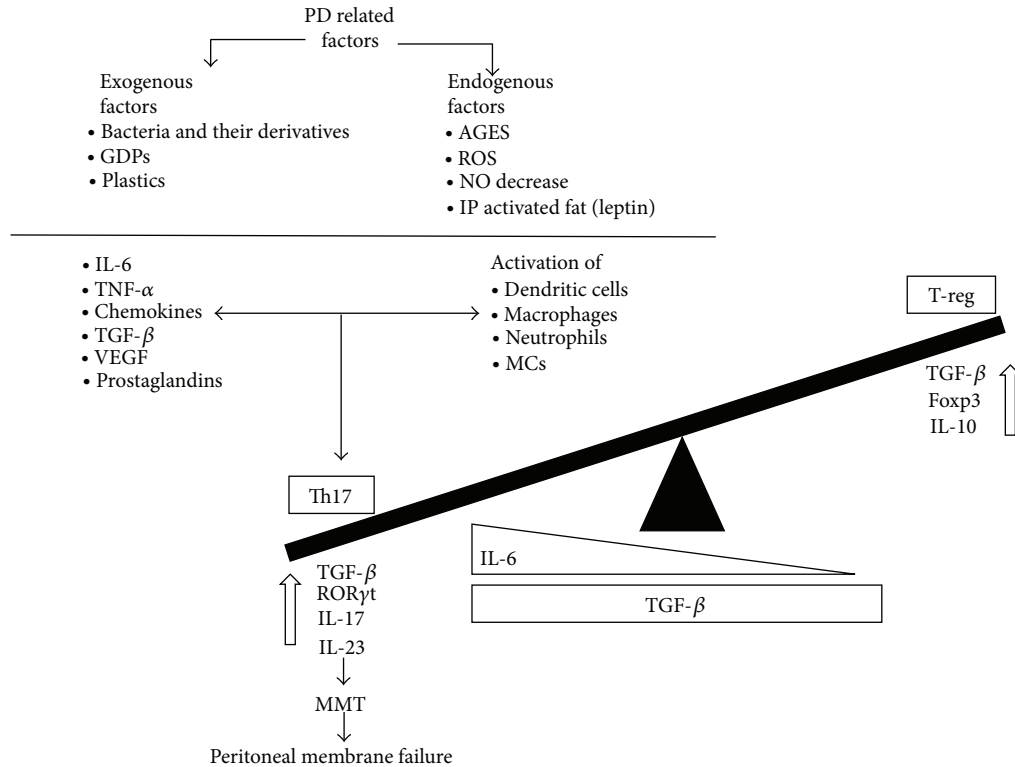 PD related
factors
Exogenous
factors
• Bacteria and their derivatives
• GDPs
• Plastics
Endogenous
factors
• AGES
• ROS
• NO decrease
• IP activated fat (leptin)
• IL-6
• TNF-α
• Chemokines
• TGF-β
• VEGF
• Prostaglandins
Activation of
• Dendritic cells
• Macrophages
• Neutrophils
• MCs
T-reg
TGF-β
Foxp3
IL-10
Th17
IL-6
TGF-β
TGF-β
RORγt
IL-17
IL-23
MMT
Peritoneal membrane failure